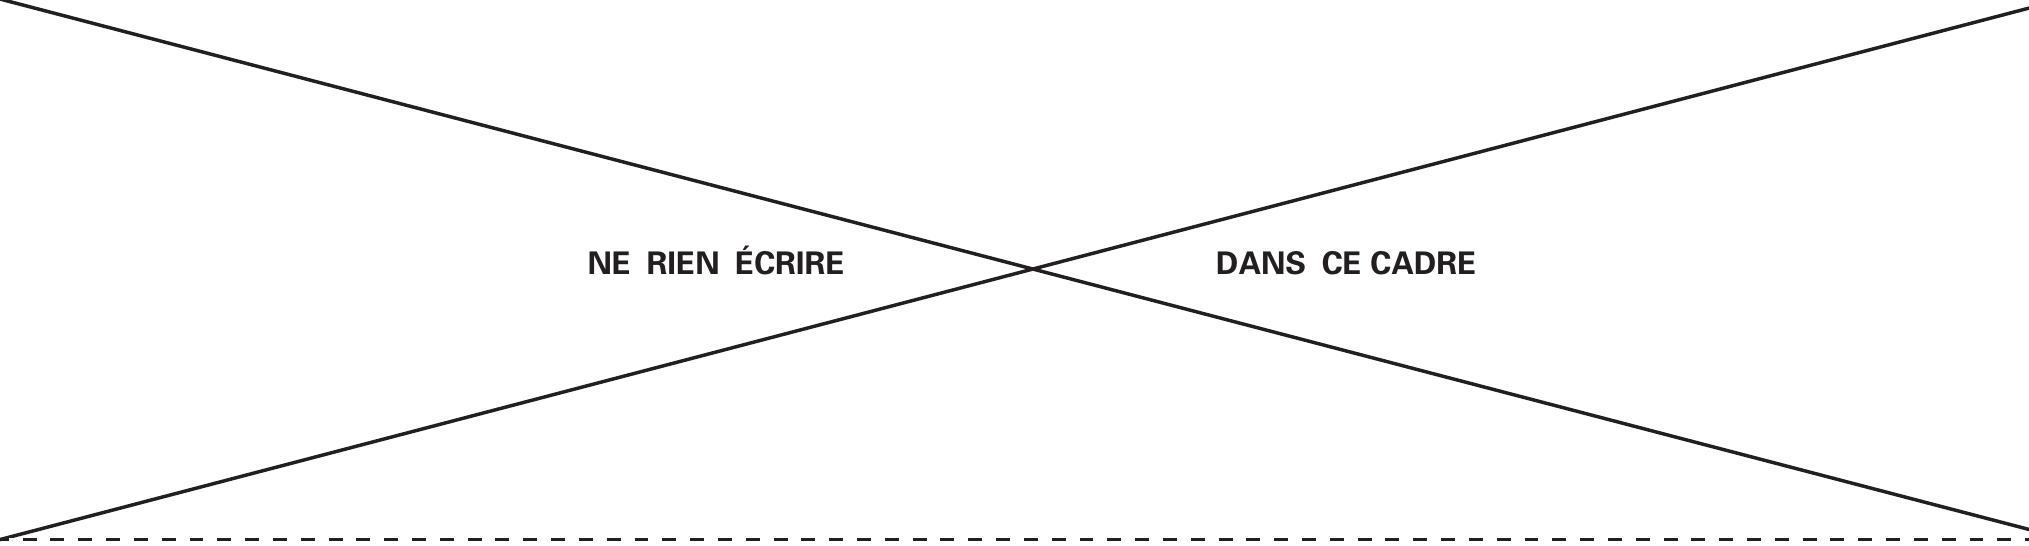 NE RIEN ÉCRIRE DANS CE CADRE